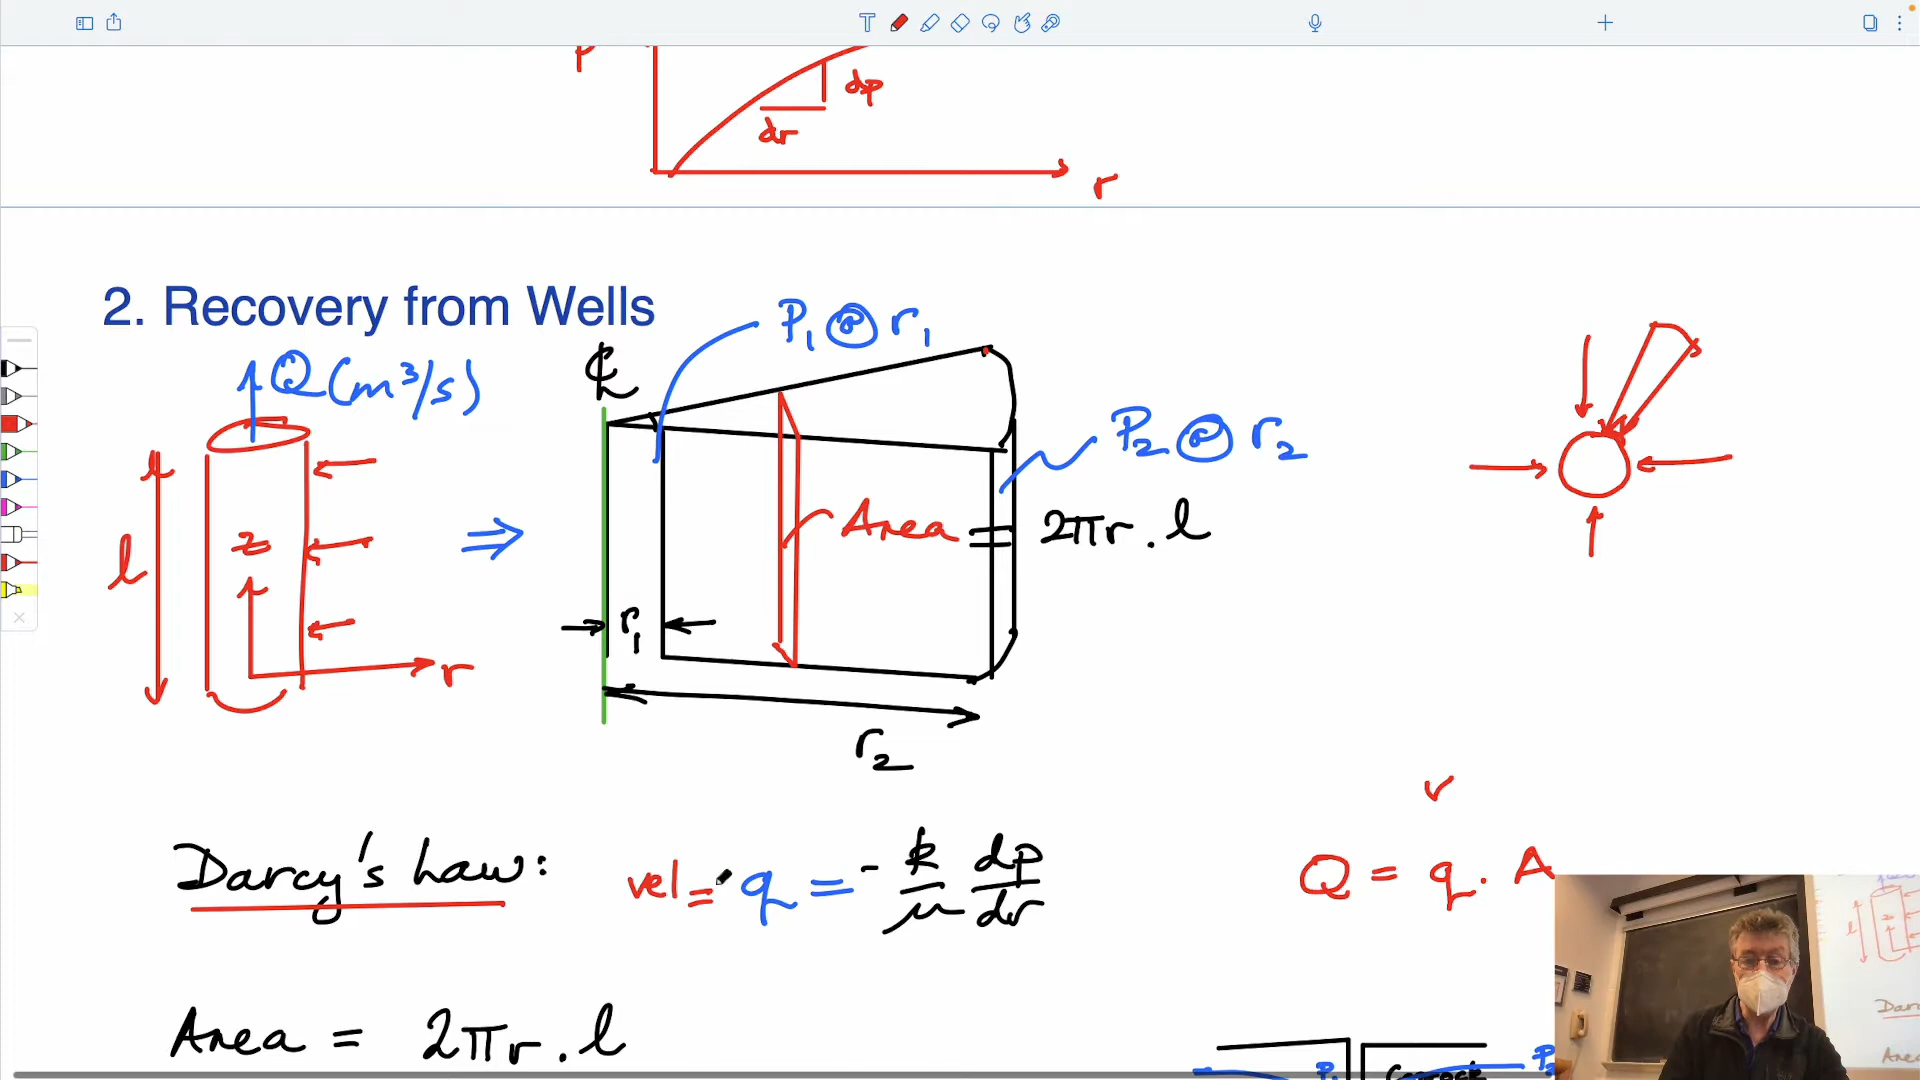 P
dp
dr
r
2. Recovery from Wells
P₁ @ r₁
Q (m³/s)
℄
P₂ @ r₂
l
z
Area = 2πr . l
r₁
r
r₂
v
Darcy's Law: vel = q = - k/μ dp/dr
Q = q . A
Area = 2πr . l
P₁